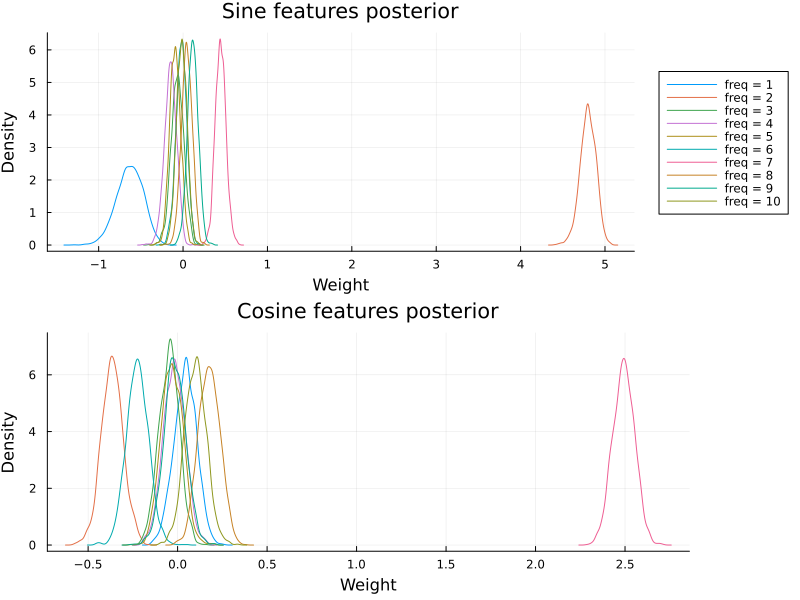 Sine features posterior
Density
6
5
4
3
2
1
0
−1
0
1
2
3
4
5
Weight
freq = 1
freq = 2
freq = 3
freq = 4
freq = 5
freq = 6
freq = 7
freq = 8
freq = 9
freq = 10
Cosine features posterior
Density
6
4
2
0
−0.5
0.0
0.5
1.0
1.5
2.0
2.5
Weight